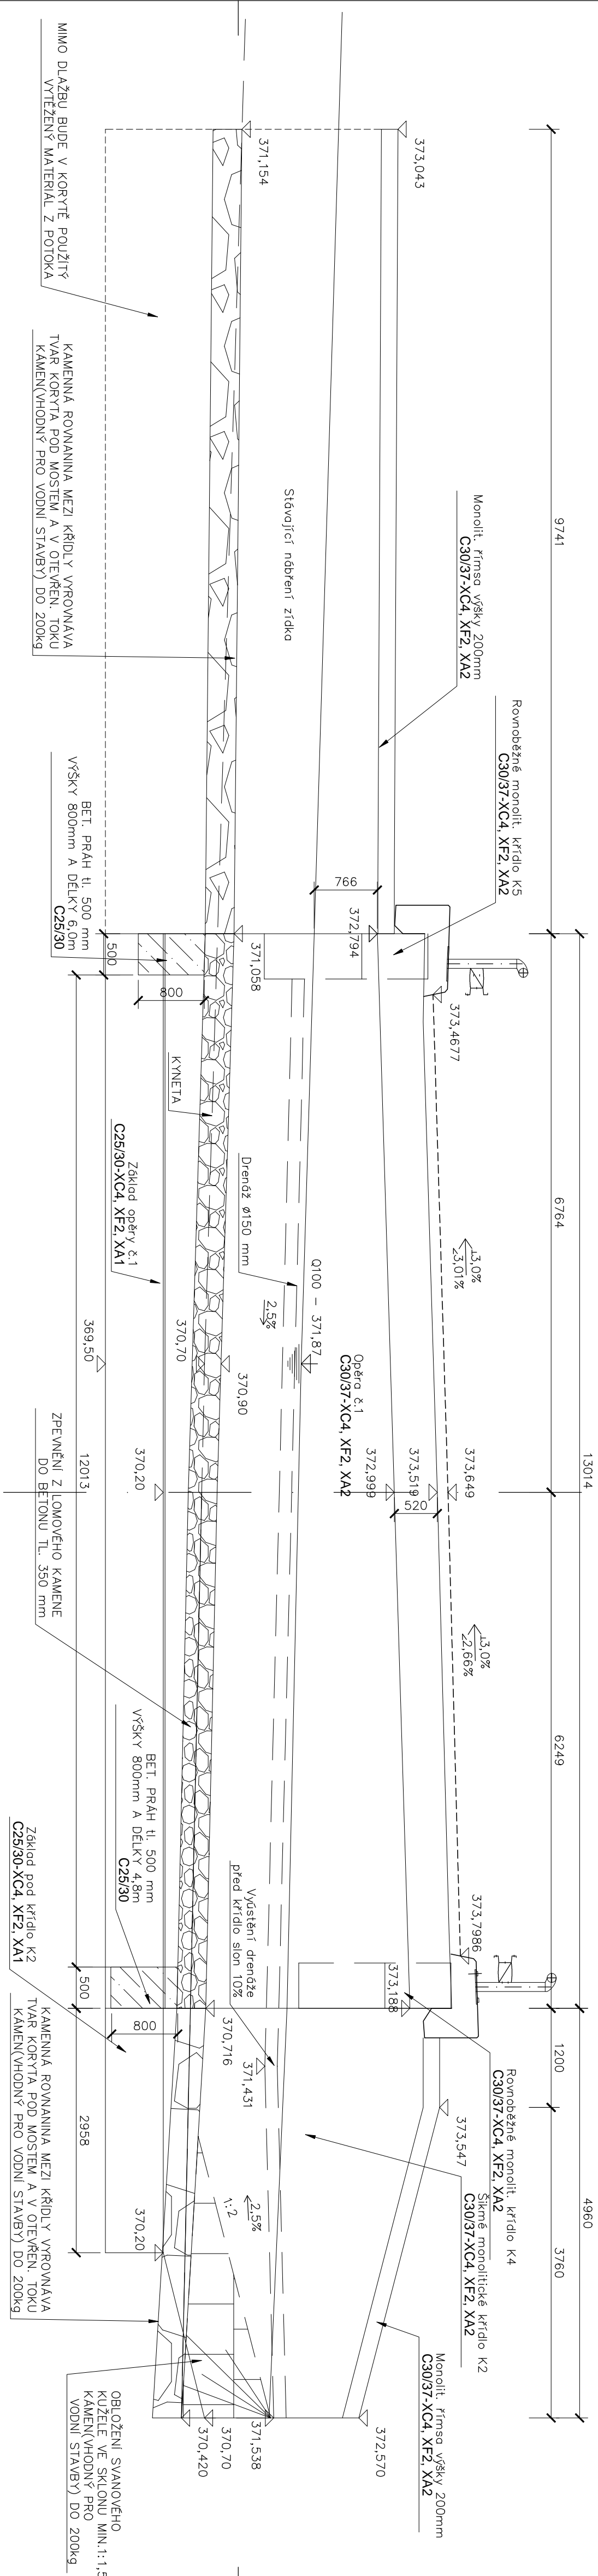 9741
13014
4960
6764
6249
1200
3760
373,043
371,154
Monolit. římsa výšky 200mm
C30/37-XC4, XF2, XA2
Rovnoběžné monolit. křídlo K5
C30/37-XC4, XF2, XA2
Stávající nábření zídka
MIMO DLAŽBU BUDE V KORYTĚ POUŽITÝ
VYTĚŽENÝ MATERIÁL Z POTOKA
KAMENNÁ ROVNANINA MEZI KŘÍDLY VYROVNÁVA
TVAR KORYTA POD MOSTEM A V OTEVŘEN. TOKU
KÁMEN(VHODNÝ PRO VODNÍ STAVBY) DO 200kg
BET. PRÁH tl. 500 mm
VÝŠKY 800mm A DÉLKY 6,0m
C25/30
766
372,794
371,058
500
800
373,4677
KYNETA
Základ opěry č.1
C25/30-XC4, XF2, XA1
Drenáž ø150 mm
2,5%
Q100 - 371,87
3,0%
3,01%
370,70
370,90
369,50
Opěra č.1
C30/37-XC4, XF2, XA2
373,649
373,519
372,999
520
370,20
12013
3,0%
2,66%
ZPEVNĚNÍ Z LOMOVÉHO KAMENE
DO BETONU TL. 350 mm
BET. PRÁH tl. 500 mm
VÝŠKY 800mm A DÉLKY 4,8m
C25/30
Vyústění drenáže
před křídlo slon 10%
373,7986
373,188
370,716
371,431
500
800
2958
Základ pod křídlo K2
C25/30-XC4, XF2, XA1
KAMENNÁ ROVNANINA MEZI KŘÍDLY VYROVNÁVA
TVAR KORYTA POD MOSTEM A V OTEVŘEN. TOKU
KÁMEN(VHODNÝ PRO VODNÍ STAVBY) DO 200kg
Rovnoběžné monolit. křídlo K4
C30/37-XC4, XF2, XA2
373,547
Šikmé monolitické křídlo K2
C30/37-XC4, XF2, XA2
2,5%
1:2
370,20
Monolit. římsa výšky 200mm
C30/37-XC4, XF2, XA2
372,570
371,538
370,70
370,420
OBLOŽENÍ SVANOVÉHO
KUŽELE VE SKLONU MIN.1:1,5
KÁMEN(VHODNÝ PRO
VODNÍ STAVBY) DO 200kg